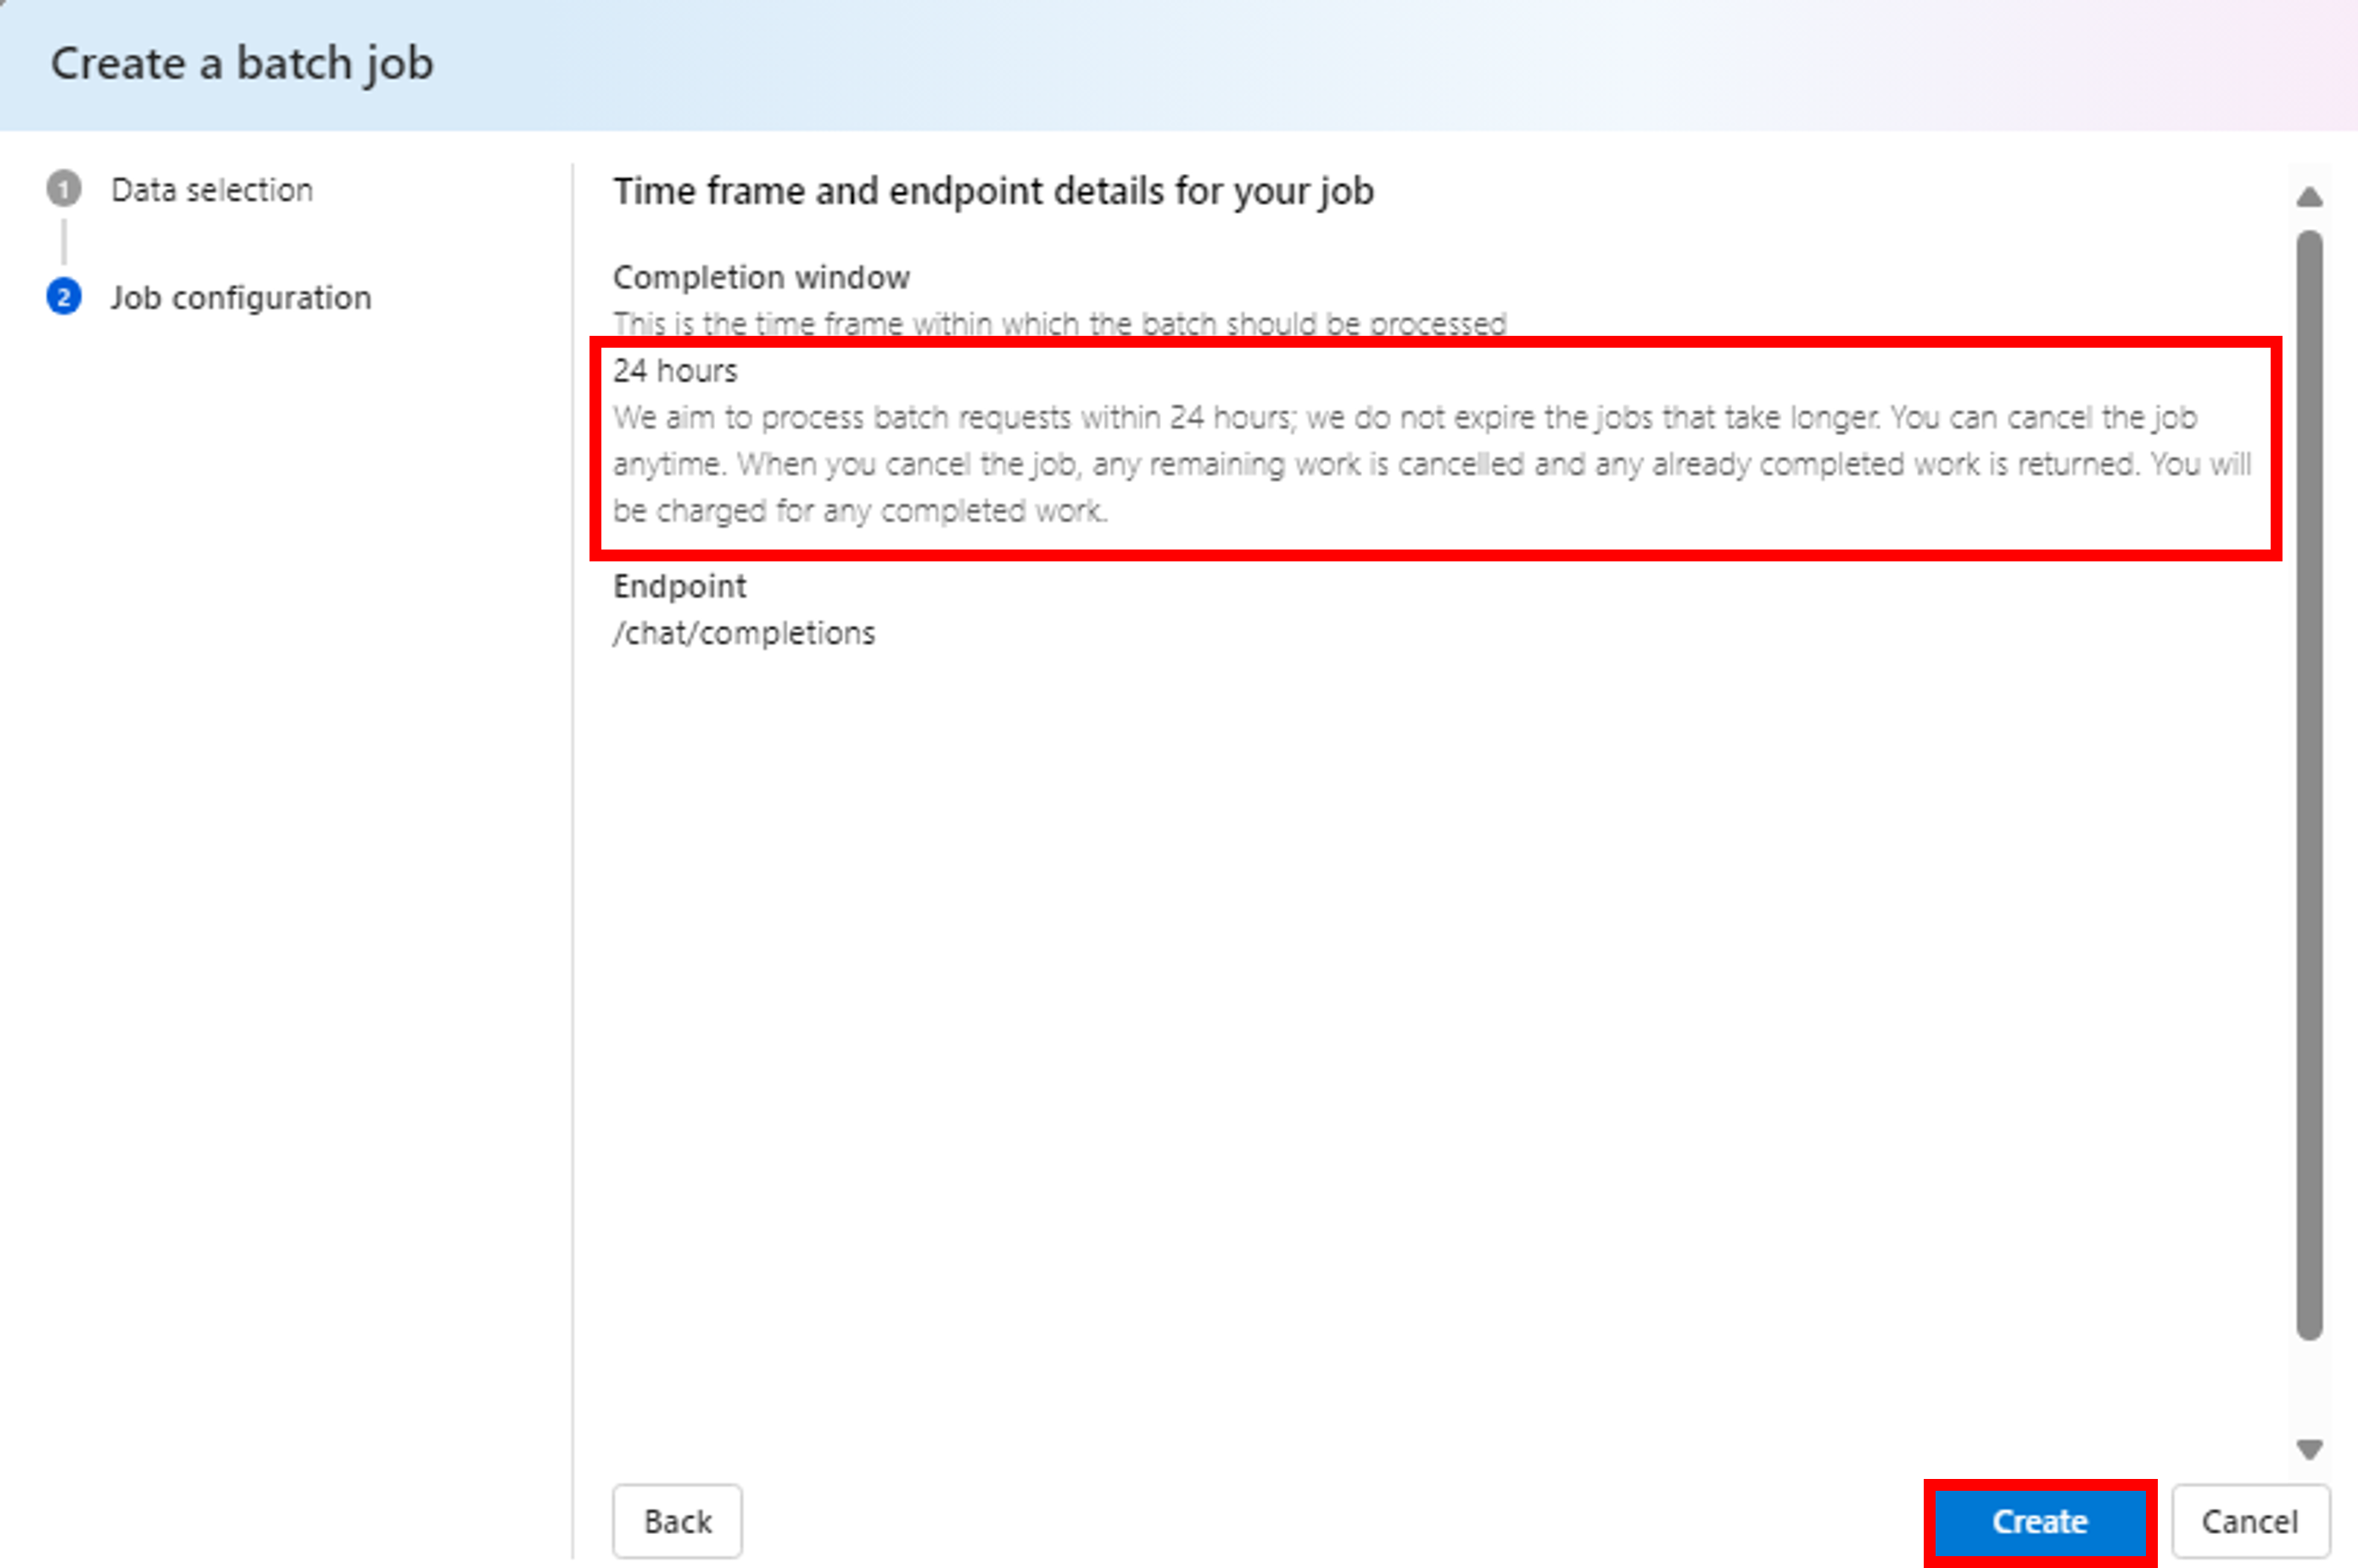 Create a batch job
1 Data selection
2 Job configuration
Time frame and endpoint details for your job
Completion window
This is the time frame within which the batch should be processed
24 hours
We aim to process batch requests within 24 hours; we do not expire the jobs that take longer. You can cancel the job
anytime. When you cancel the job, any remaining work is cancelled and any already completed work is returned. You will
be charged for any completed work.
Endpoint
/chat/completions
Back
Create
Cancel